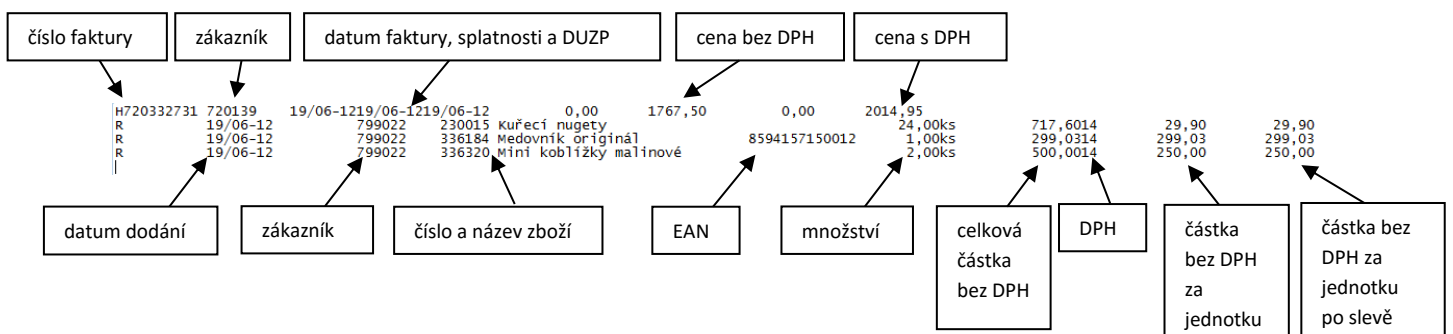 číslo faktury zákazník datum faktury, splatnosti a DUZP cena bez DPH cena s DPH
H720332731 720139 19/06-1219/06-1219/06-12 0,00 1767,50 0,00 2014,95
R 19/06-12 799022 230015 Kuřecí nugety 24,00ks 717,6014 29,90 29,90
R 19/06-12 799022 336184 Medovník originál 8594157150012 1,00ks 299,0314 299,03 299,03
R 19/06-12 799022 336320 Mini koblížky malinové 2,00ks 500,0014 250,00 250,00
datum dodání
zákazník
číslo a název zboží
EAN
množství
celková
částka
bez DPH
DPH
částka
bez DPH
za
jednotku
částka bez
DPH za
jednotku
po slevě